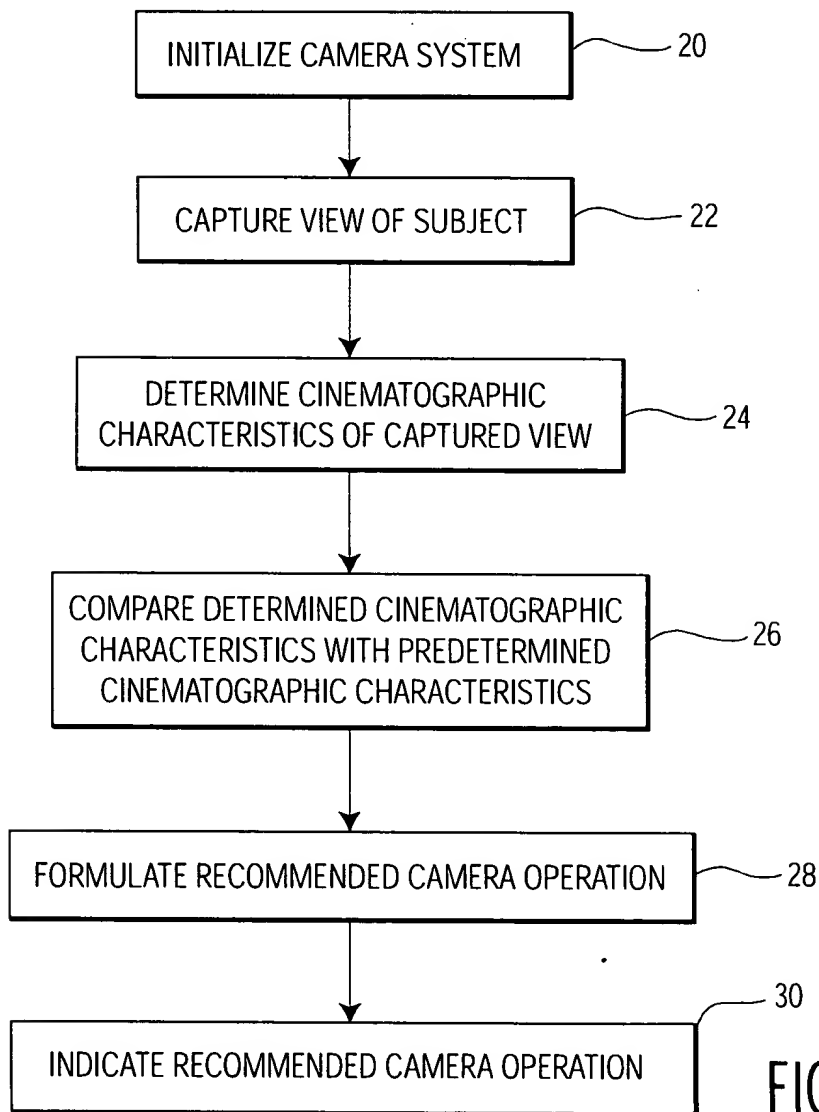 INITIALIZE CAMERA SYSTEM
20
CAPTURE VIEW OF SUBJECT
22
DETERMINE CINEMATOGRAPHIC
CHARACTERISTICS OF CAPTURED VIEW
24
COMPARE DETERMINED CINEMATOGRAPHIC
CHARACTERISTICS WITH PREDETERMINED
CINEMATOGRAPHIC CHARACTERISTICS
26
FORMULATE RECOMMENDED CAMERA OPERATION
28
INDICATE RECOMMENDED CAMERA OPERATION
30
FIG